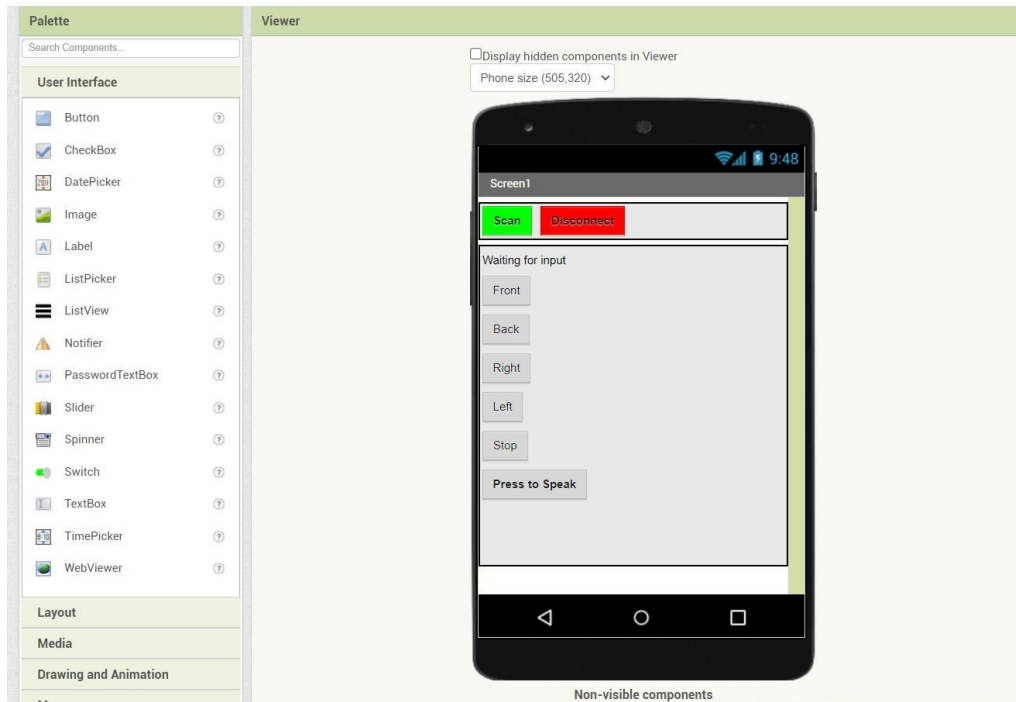 Palette
Search Components...
User Interface
Button
CheckBox
DatePicker
Image
Label
ListPicker
ListView
Notifier
PasswordTextBox
Slider
Spinner
Switch
TextBox
TimePicker
WebViewer
Layout
Media
Drawing and Animation
Viewer
Display hidden components in Viewer
Phone size (505,320)
9:48
Screen1
Scan Disconnect
Waiting for input
Front
Back
Right
Left
Stop
Press to Speak
Non-visible components